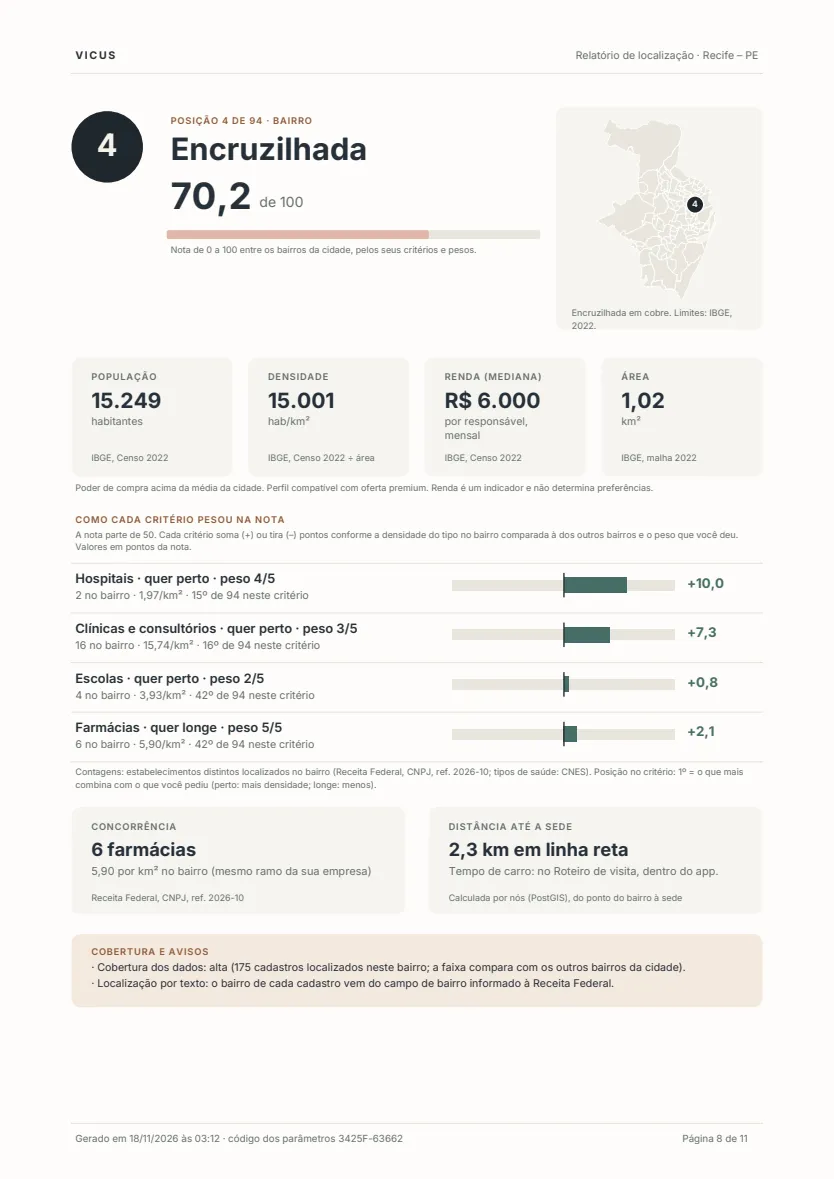 VICUS
Relatório de localização · Recife – PE
4
POSIÇÃO 4 DE 94 · BAIRRO
Encruzilhada
70,2 de 100
Nota de 0 a 100 entre os bairros da cidade, pelos seus critérios e pesos.
4
Encruzilhada em cobre. Limites: IBGE,
2022.
POPULAÇÃO
15.249
habitantes
IBGE, Censo 2022
DENSIDADE
15.001
hab/km²
IBGE, Censo 2022 ÷ área
RENDA (MEDIANA)
R$ 6.000
por responsável,
mensal
IBGE, Censo 2022
ÁREA
1,02
km²
IBGE, malha 2022
Poder de compra acima da média da cidade. Perfil compatível com oferta premium. Renda é um indicador e não determina preferências.
COMO CADA CRITÉRIO PESOU NA NOTA
A nota parte de 50. Cada critério soma (+) ou tira (–) pontos conforme a densidade do tipo no bairro comparada à dos outros bairros e o peso que você deu.
Valores em pontos da nota.
Hospitais · quer perto · peso 4/5
2 no bairro · 1,97/km² · 15º de 94 neste critério
+10,0
Clínicas e consultórios · quer perto · peso 3/5
16 no bairro · 15,74/km² · 16º de 94 neste critério
+7,3
Escolas · quer perto · peso 2/5
4 no bairro · 3,93/km² · 42º de 94 neste critério
+0,8
Farmácias · quer longe · peso 5/5
6 no bairro · 5,90/km² · 42º de 94 neste critério
+2,1
Contagens: estabelecimentos distintos localizados no bairro (Receita Federal, CNPJ, ref. 2026-10; tipos de saúde: CNES). Posição no critério: 1º = o que mais
combina com o que você pediu (perto: mais densidade; longe: menos).
CONCORRÊNCIA
6 farmácias
5,90 por km² no bairro (mesmo ramo da sua empresa)
Receita Federal, CNPJ, ref. 2026-10
DISTÂNCIA ATÉ A SEDE
2,3 km em linha reta
Tempo de carro: no Roteiro de visita, dentro do app.
Calculada por nós (PostGIS), do ponto do bairro à sede
COBERTURA E AVISOS
· Cobertura dos dados: alta (175 cadastros localizados neste bairro; a faixa compara com os outros bairros da cidade).
· Localização por texto: o bairro de cada cadastro vem do campo de bairro informado à Receita Federal.
Gerado em 18/11/2026 às 03:12 · código dos parâmetros 3425F-63662
Página 8 de 11